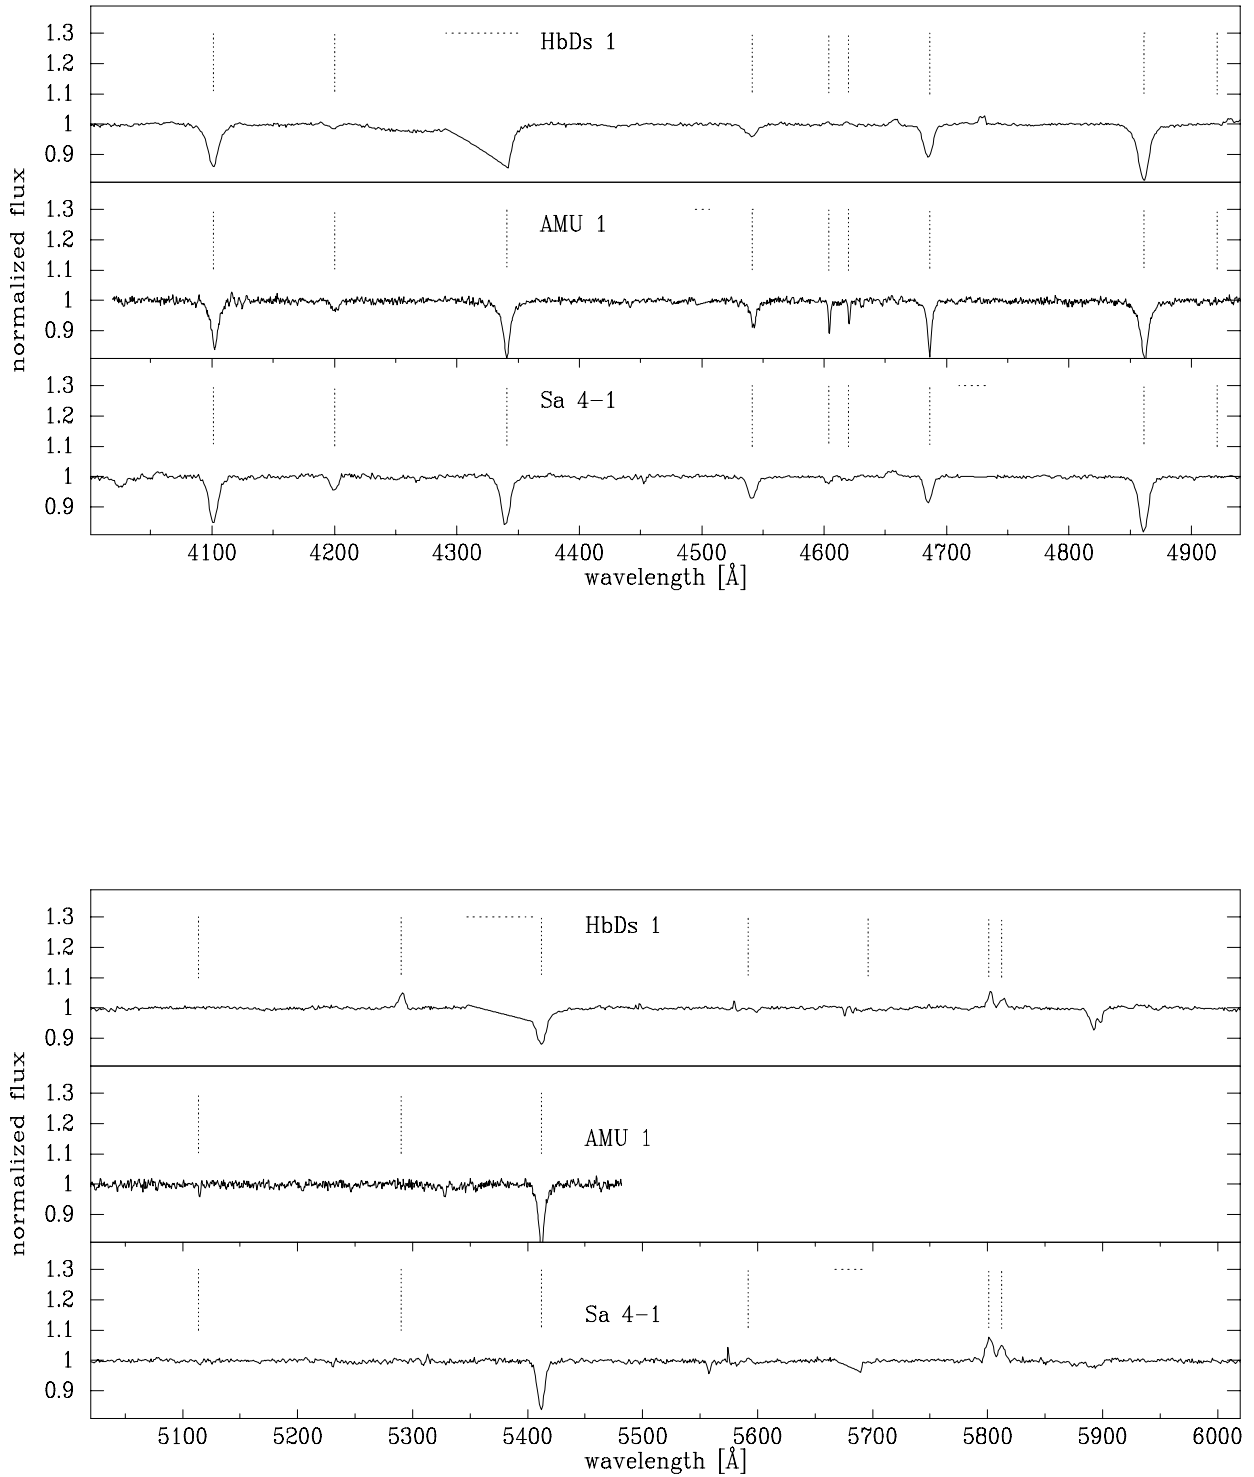 1.3
1.2
1.1
1
0.9
HbDs 1
1.3
1.2
1.1
1
0.9
AMU 1
1.3
1.2
1.1
1
0.9
Sa 4-1
normalized flux
4100 4200 4300 4400 4500 4600 4700 4800 4900
wavelength [Å]
1.3
1.2
1.1
1
0.9
HbDs 1
1.3
1.2
1.1
1
0.9
AMU 1
1.3
1.2
1.1
1
0.9
Sa 4-1
normalized flux
5100 5200 5300 5400 5500 5600 5700 5800 5900 6000
wavelength [Å]